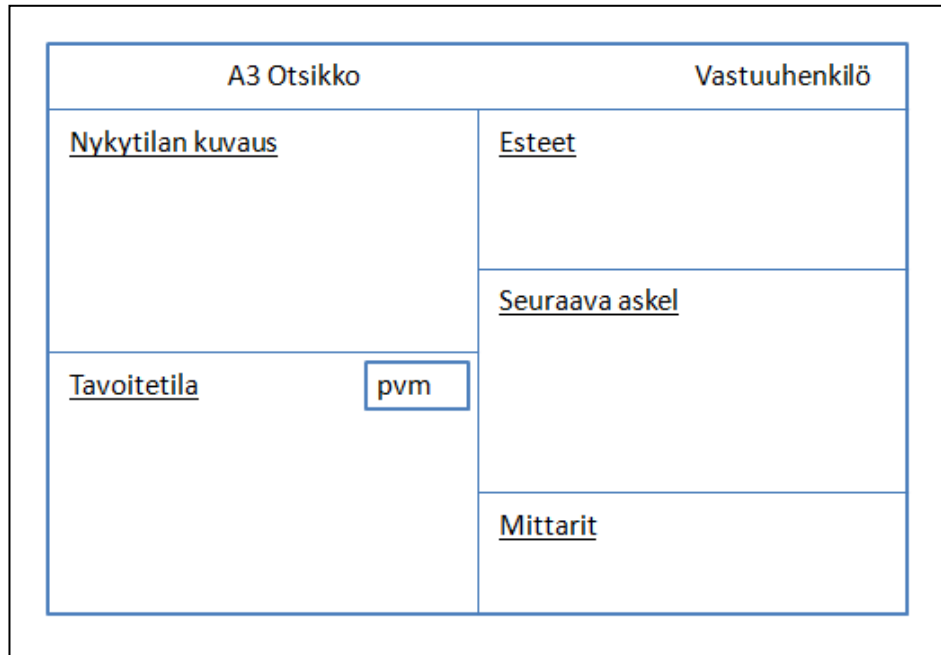 A3 Otsikko Vastuuhenkilö
Nykytilan kuvaus
Tavoitetila pvm
Esteet
Seuraava askel
Mittarit